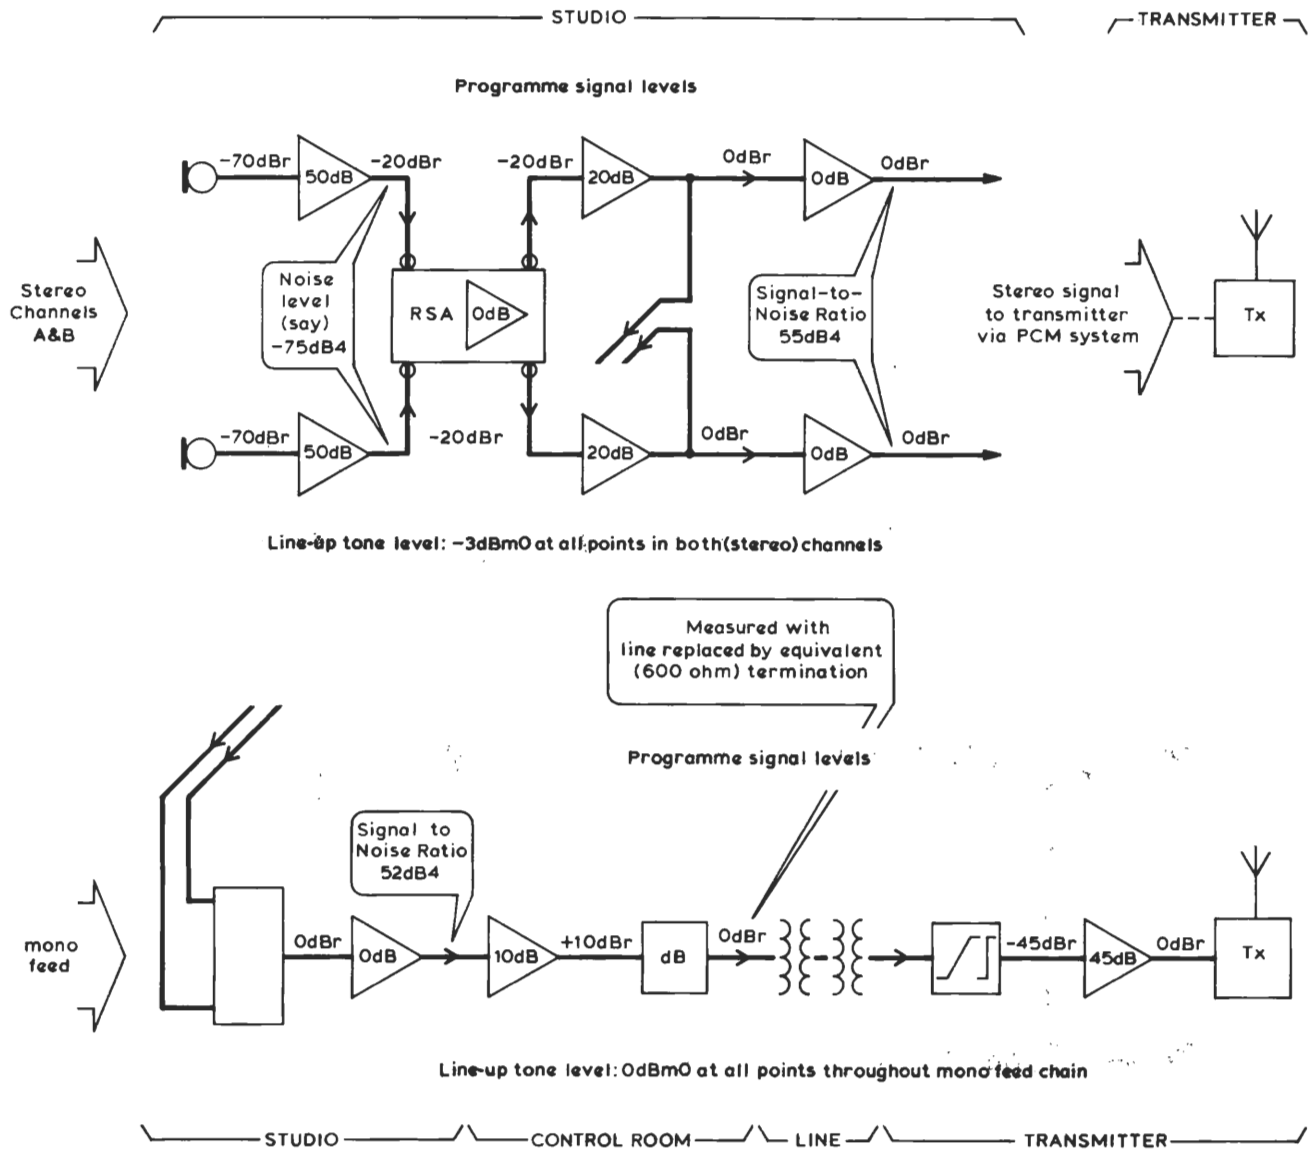 STUDIO
TRANSMITTER
Programme signal levels
-70dBr
50dB
-20dBr
-20dBr
20dB
0dBr
0dB
0dBr
Stereo
Channels
A&B
Noise
level
(say)
-75dB4
RSA
0dB
Signal-to-
Noise Ratio
55dB4
Stereo signal
to transmitter
via PCM system
Tx
-70dBr
50dB
-20dBr
20dB
0dBr
0dB
0dBr
Line-up tone level: -3dBm0 at all points in both (stereo) channels
Measured with
line replaced by equivalent
(600 ohm) termination
Programme signal levels
Signal to
Noise Ratio
52dB4
mono
feed
0dBr
0dB
10dB
+10dBr
dB
0dBr
-45dBr
45dB
0dBr
Tx
Line-up tone level: 0dBm0 at all points throughout mono feed chain
STUDIO
CONTROL ROOM
LINE
TRANSMITTER